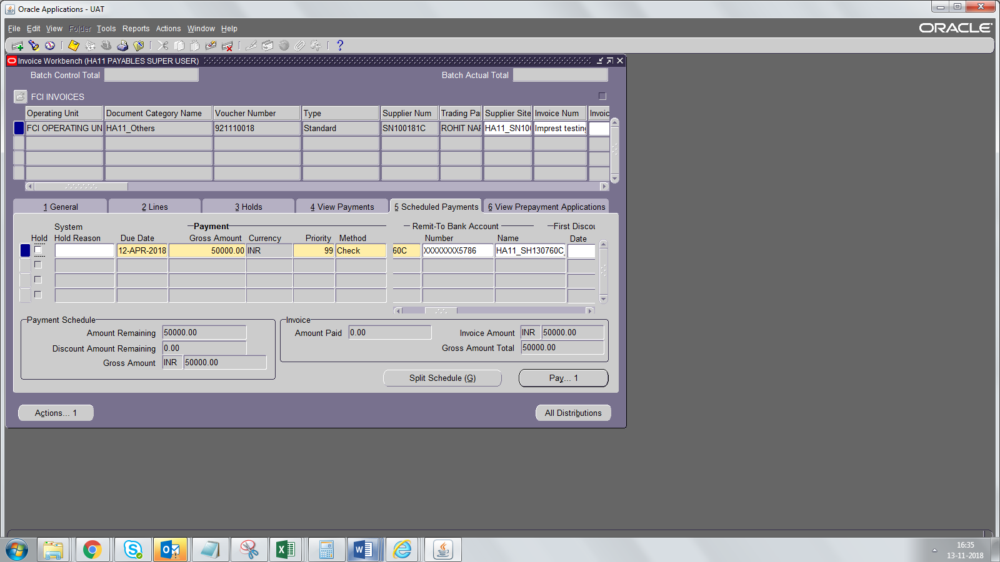 Oracle Applications - UAT
File Edit View Folder Tools Reports Actions Window Help
ORACLE
Invoice Workbench (HA11 PAYABLES SUPER USER)
Batch Control Total Batch Actual Total
FCI INVOICES
Operating Unit Document Category Name Voucher Number Type Supplier Num Trading Pa Supplier Site Invoice Num Invoic
FCI OPERATING UN HA11_Others 921110018 Standard SN100181C ROHIT NAR HA11_SN10 Imprest testing
1 General 2 Lines 3 Holds 4 View Payments 5 Scheduled Payments 6 View Prepayment Applications
System Payment Remit-To Bank Account First Discou
Hold Hold Reason Due Date Gross Amount Currency Priority Method Number Name Date
12-APR-2018 50000.00 INR 99 Check 60C XXXXXXXX5786 HA11_SH130760C_
Payment Schedule Invoice
Amount Remaining 50000.00 Amount Paid 0.00 Invoice Amount INR 50000.00
Discount Amount Remaining 0.00 Gross Amount Total 50000.00
Gross Amount INR 50000.00
Split Schedule (G) Pay... 1
Actions... 1 All Distributions
16:35
13-11-2018